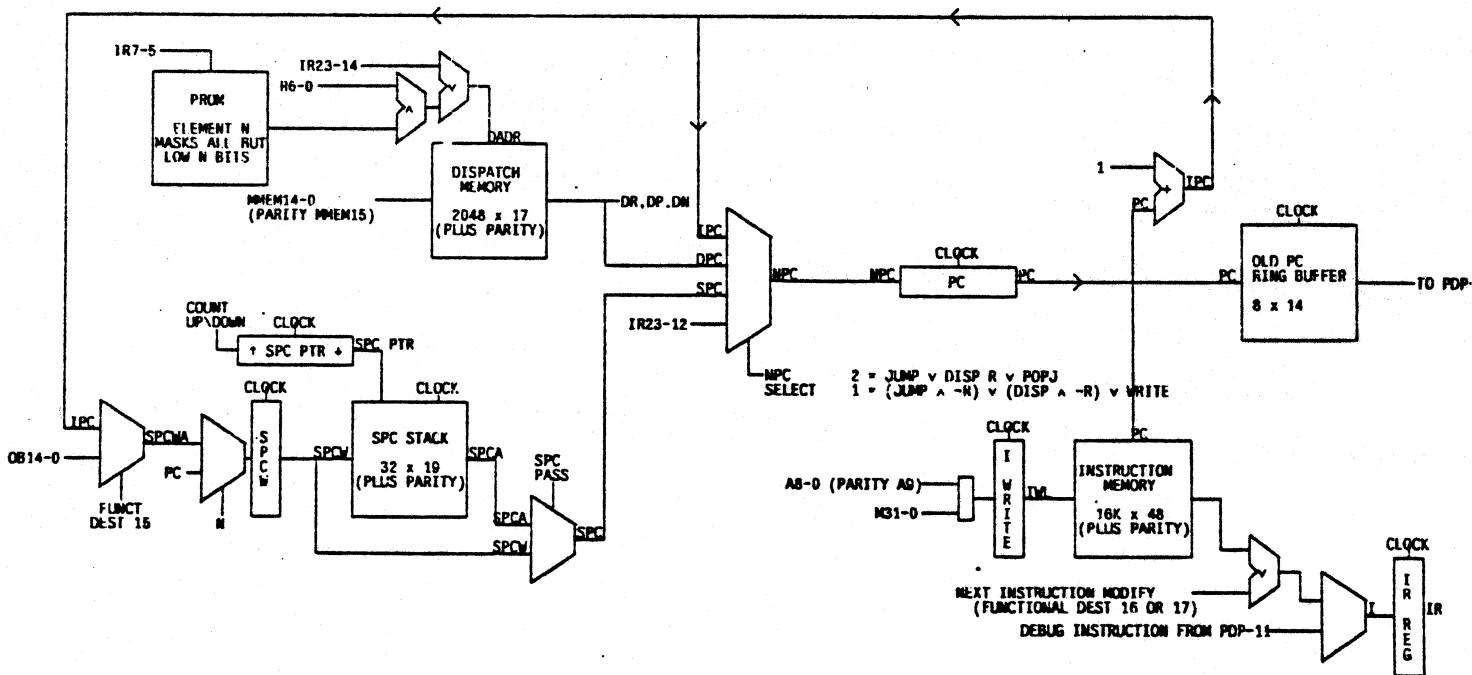 IR7-5
PROM
ELEMENT N
MASKS ALL BUT
LOW N BITS
IR23-14
M6-0
∧
∨
DADR
DISPATCH
MEMORY
2048 x 17
(PLUS PARITY)
MMEM14-0
(PARITY MMEM15)
DR,DP,DN
IPC
DPC
SPC
IR23-12
NPC
NPC
SELECT
2 = JUMP v DISP R v POPJ
1 = (JUMP ∧ -R) v (DISP ∧ -R) v WRITE
NPC
CLOCK
PC
PC
1
+
PC
IPC
CLOCK
PC
OLD PC
RING BUFFER
8 x 14
TO PDP-
COUNT
UP\DOWN
CLOCK
↑ SPC PTR ↓
SPC PTR
IPC
OB14-0
FUNCT
DEST 15
SPCWA
PC
N
CLOCK
SPCW
SPCW
CLOCK
SPC STACK
32 x 19
(PLUS PARITY)
SPCA
SPC
PASS
SPCA
SPCW
SPC
A8-0 (PARITY A9)
M31-0
CLOCK
I WRITE
IWL
PC
INSTRUCTION
MEMORY
16K x 48
(PLUS PARITY)
∨
NEXT INSTRUCTION MODIFY
(FUNCTIONAL DEST 16 OR 17)
DEBUG INSTRUCTION FROM PDP-11
I
CLOCK
IR REG
IR